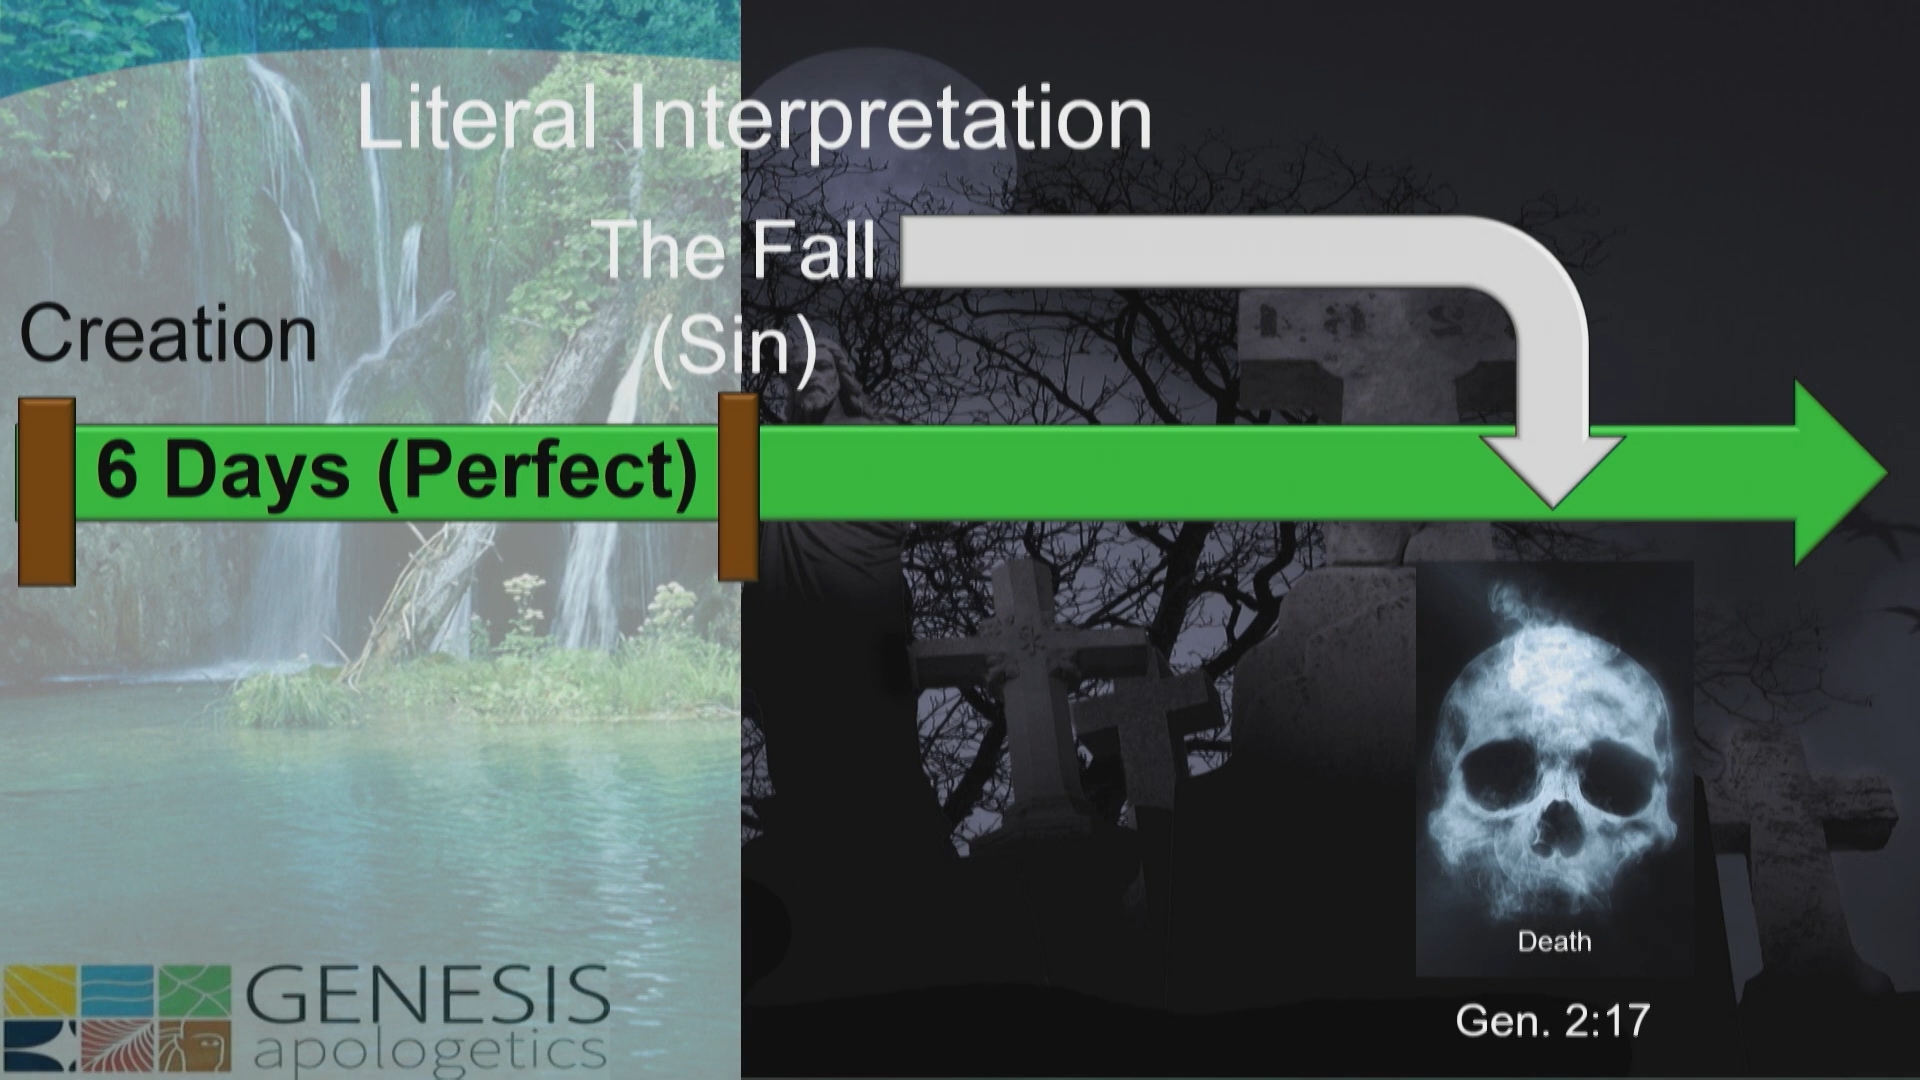 Literal Interpretation
The Fall
(Sin)
Creation
6 Days (Perfect)
Death
Gen. 2:17
GENESIS
apologetics